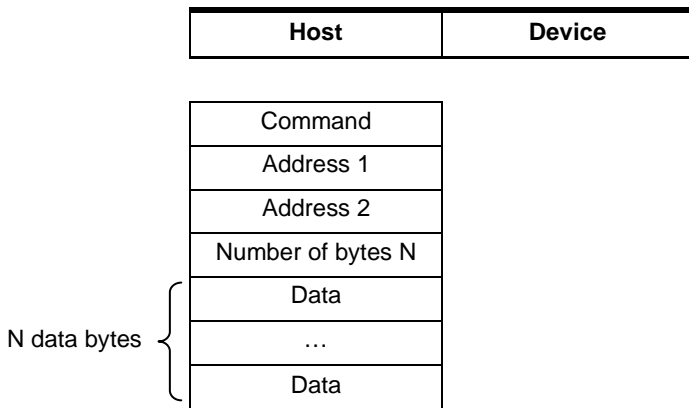 Host Device
Command
Address 1
Address 2
Number of bytes N
Data
N data bytes …
Data